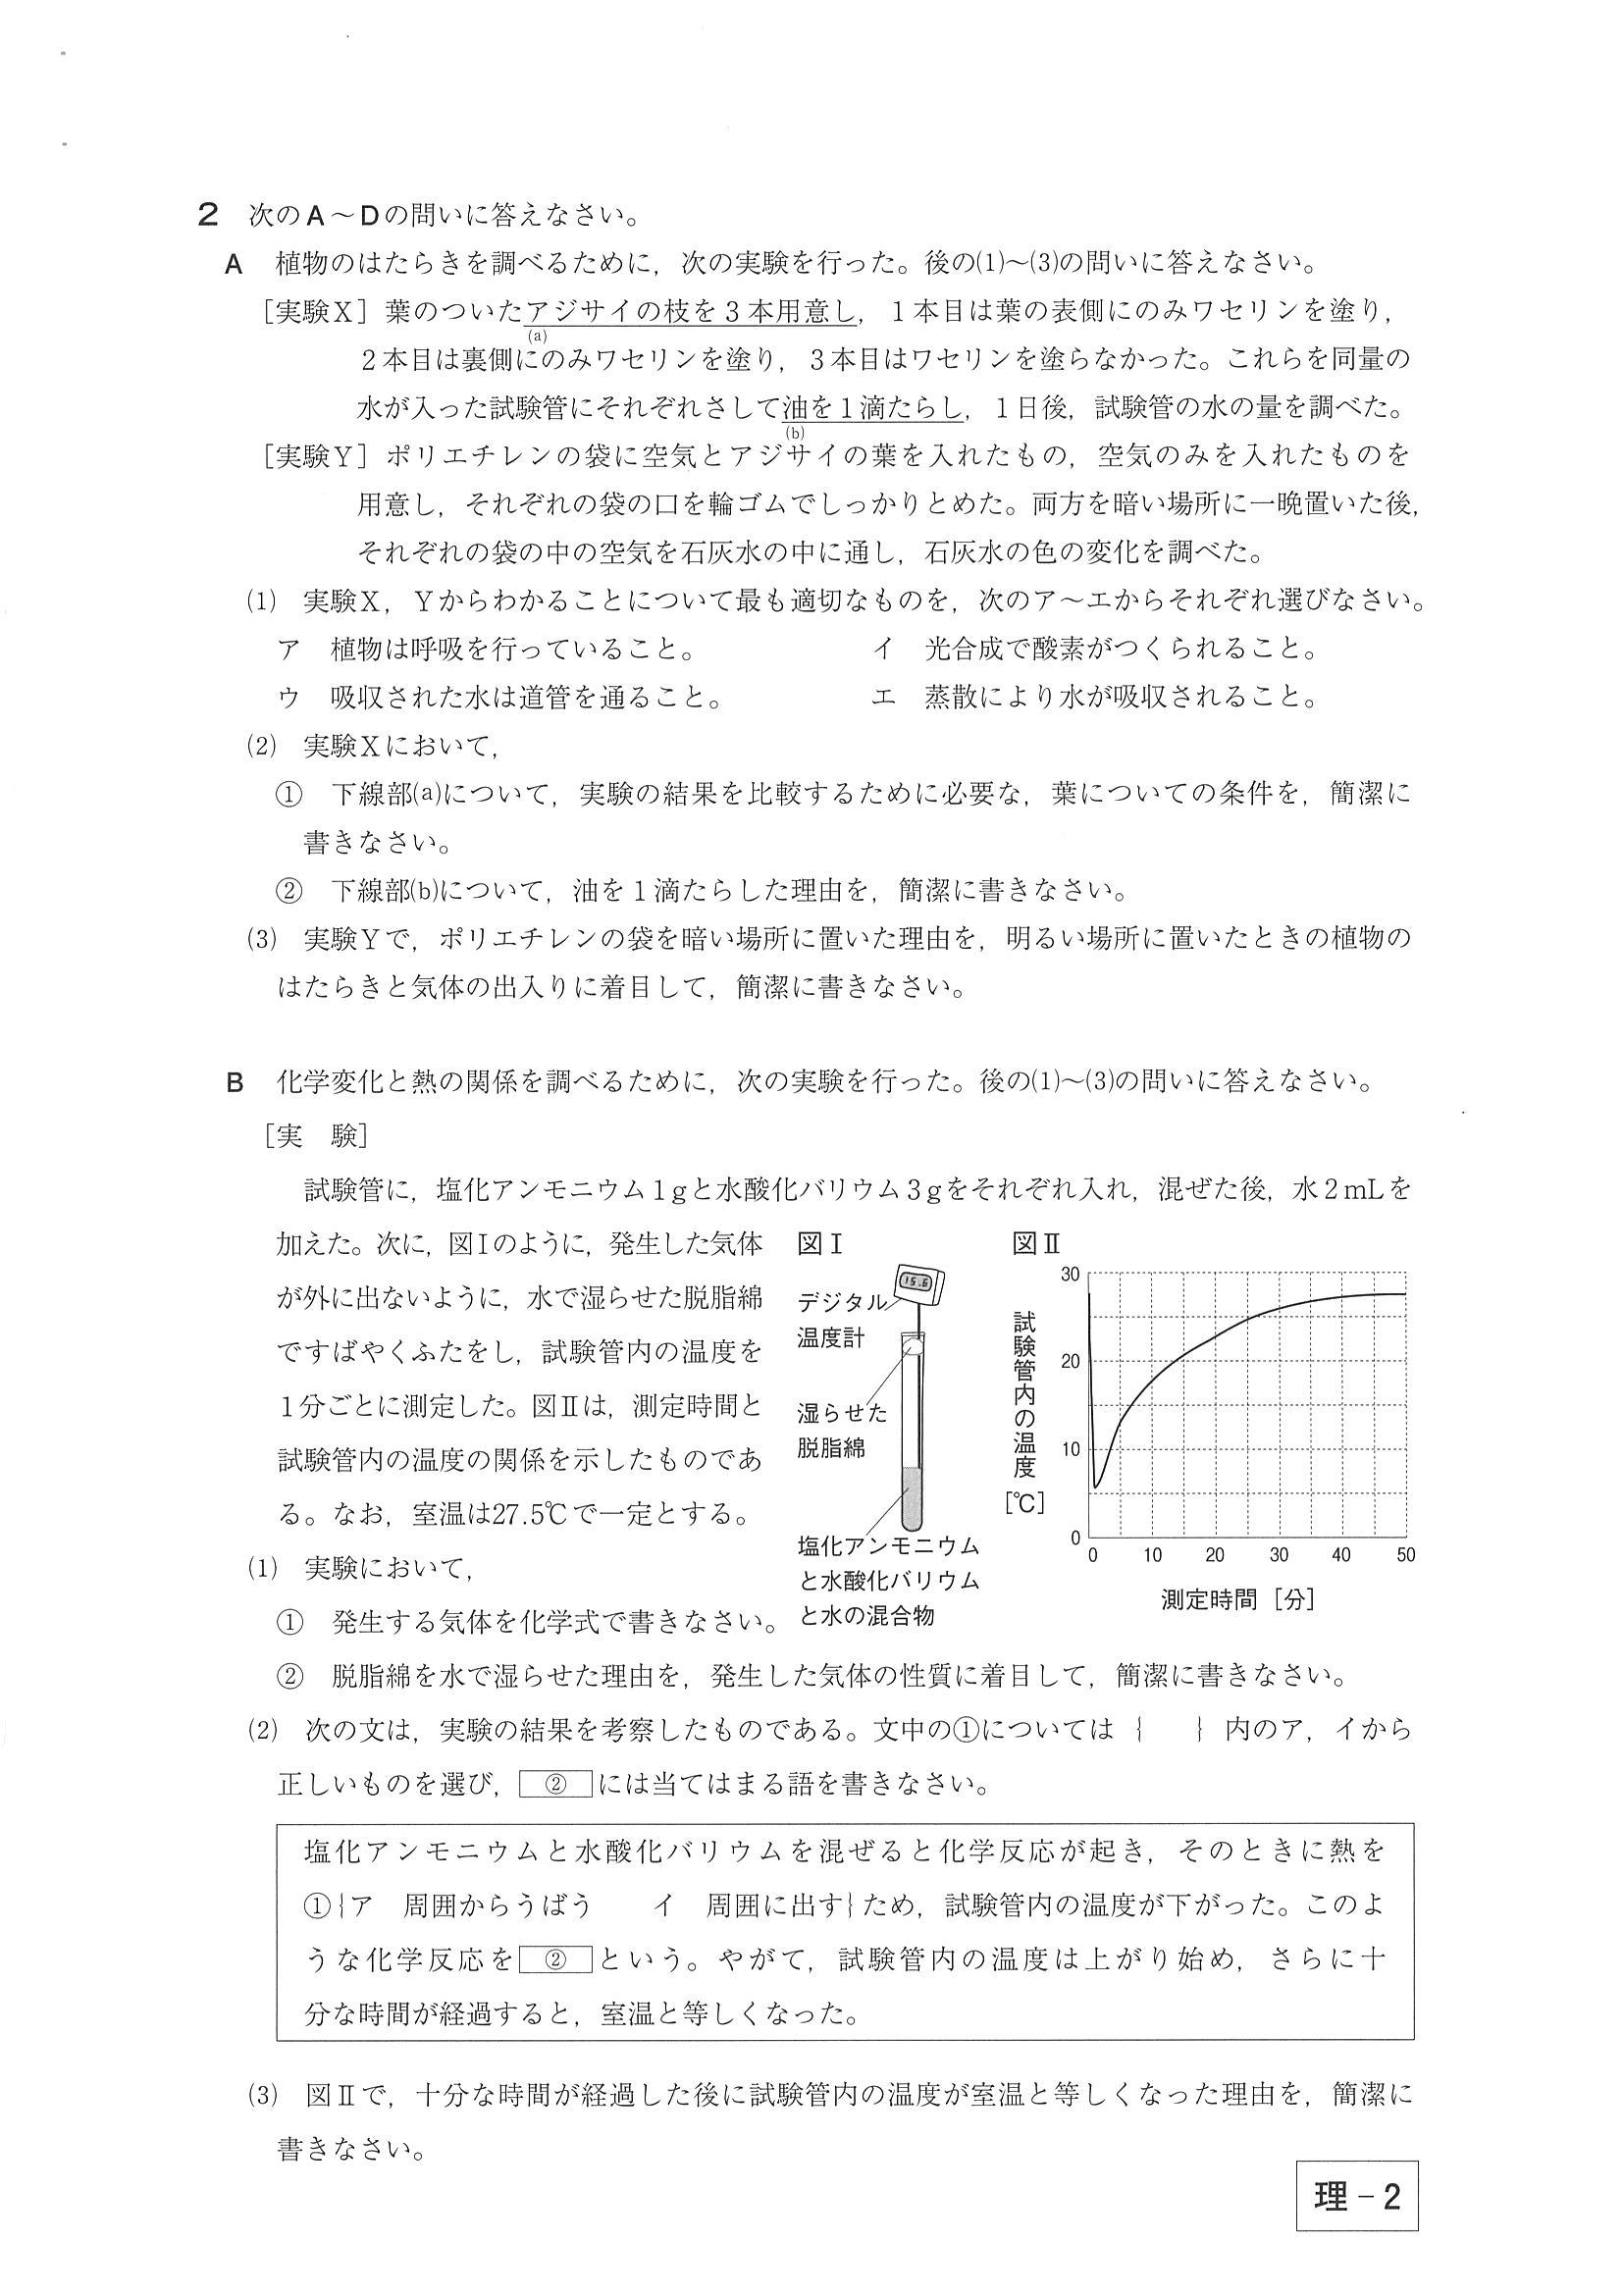 2 次のA～Dの問いに答えなさい。
A 植物のはたらきを調べるために，次の実験を行った。後の(1)～(3)の問いに答えなさい。
［実験X］葉のついたアジサイの枝を3本用意し，1本目は葉の表側にのみワセリンを塗り，
(a)
2本目は裏側にのみワセリンを塗り，3本目はワセリンを塗らなかった。これらを同量の
水が入った試験管にそれぞれさして油を1滴たらし，1日後，試験管の水の量を調べた。
(b)
［実験Y］ポリエチレンの袋に空気とアジサイの葉を入れたもの，空気のみを入れたものを
用意し，それぞれの袋の口を輪ゴムでしっかりとめた。両方を暗い場所に一晩置いた後，
それぞれの袋の中の空気を石灰水の中に通し，石灰水の色の変化を調べた。
(1) 実験X，Yからわかることについて最も適切なものを，次のア～エからそれぞれ選びなさい。
ア 植物は呼吸を行っていること。 イ 光合成で酸素がつくられること。
ウ 吸収された水は道管を通ること。 エ 蒸散により水が吸収されること。
(2) 実験Xにおいて，
① 下線部(a)について，実験の結果を比較するために必要な，葉についての条件を，簡潔に
書きなさい。
② 下線部(b)について，油を1滴たらした理由を，簡潔に書きなさい。
(3) 実験Yで，ポリエチレンの袋を暗い場所に置いた理由を，明るい場所に置いたときの植物の
はたらきと気体の出入りに着目して，簡潔に書きなさい。
B 化学変化と熱の関係を調べるために，次の実験を行った。後の(1)～(3)の問いに答えなさい。
［実 験］
試験管に，塩化アンモニウム1gと水酸化バリウム3gをそれぞれ入れ，混ぜた後，水2mLを
加えた。次に，図Iのように，発生した気体
が外に出ないように，水で湿らせた脱脂綿
ですばやくふたをし，試験管内の温度を
1分ごとに測定した。図Ⅱは，測定時間と
試験管内の温度の関係を示したものであ
る。なお，室温は27.5℃で一定とする。
図Ⅰ
15.6
デジタル
温度計
湿らせた
脱脂綿
塩化アンモニウム
と水酸化バリウム
と水の混合物
図Ⅱ
試験管内の温度
［℃］
30
20
10
0
0 10 20 30 40 50
測定時間［分］
(1) 実験において，
① 発生する気体を化学式で書きなさい。
② 脱脂綿を水で湿らせた理由を，発生した気体の性質に着目して，簡潔に書きなさい。
(2) 次の文は，実験の結果を考察したものである。文中の①については｛ ｝内のア，イから
正しいものを選び，②には当てはまる語を書きなさい。
塩化アンモニウムと水酸化バリウムを混ぜると化学反応が起き，そのときに熱を
①｛ア 周囲からうばう イ 周囲に出す｝ため，試験管内の温度が下がった。このよ
うな化学反応を②という。やがて，試験管内の温度は上がり始め，さらに十
分な時間が経過すると，室温と等しくなった。
(3) 図Ⅱで，十分な時間が経過した後に試験管内の温度が室温と等しくなった理由を，簡潔に
書きなさい。
理－2